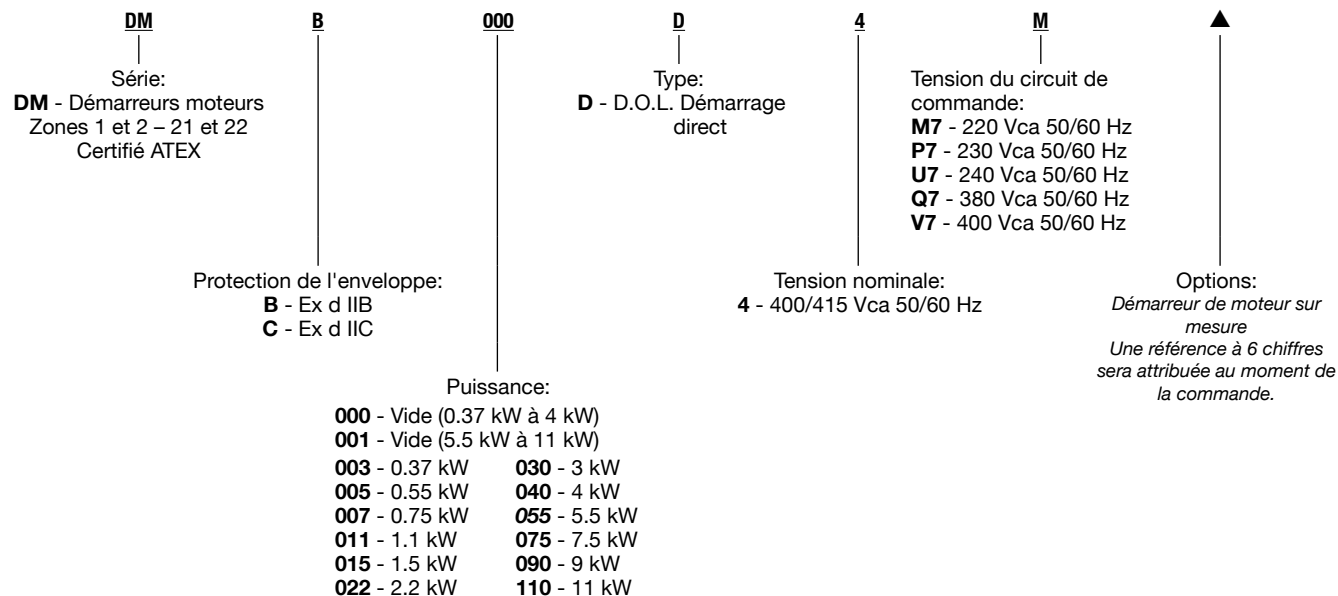 DM B 000 D 4 M ▲
Série:
DM - Démarreurs moteurs
Zones 1 et 2 – 21 et 22
Certifié ATEX
Type:
D - D.O.L. Démarrage
direct
Tension du circuit de
commande:
M7 - 220 Vca 50/60 Hz
P7 - 230 Vca 50/60 Hz
U7 - 240 Vca 50/60 Hz
Q7 - 380 Vca 50/60 Hz
V7 - 400 Vca 50/60 Hz
Protection de l'enveloppe:
B - Ex d IIB
C - Ex d IIC
Tension nominale:
4 - 400/415 Vca 50/60 Hz
Options:
Démarreur de moteur sur
mesure
Une référence à 6 chiffres
sera attribuée au moment de
la commande.
Puissance:
000 - Vide (0.37 kW à 4 kW)
001 - Vide (5.5 kW à 11 kW)
003 - 0.37 kW 030 - 3 kW
005 - 0.55 kW 040 - 4 kW
007 - 0.75 kW 055 - 5.5 kW
011 - 1.1 kW 075 - 7.5 kW
015 - 1.5 kW 090 - 9 kW
022 - 2.2 kW 110 - 11 kW